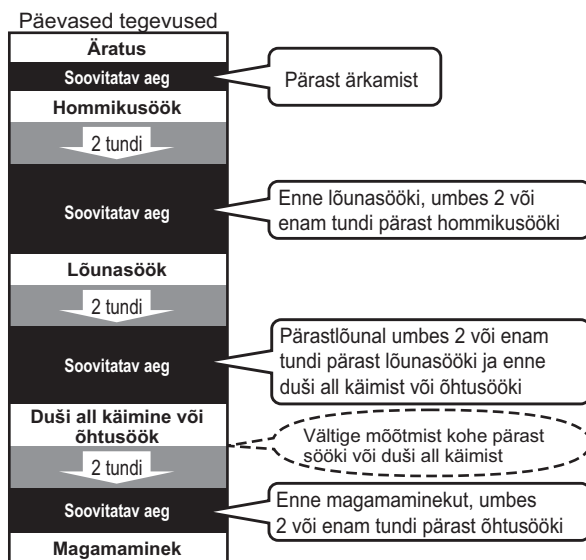 Päevased tegevused
Äratus
Soovitatav aeg
Pärast ärkamist
Hommikusöök
2 tundi
Soovitatav aeg
Enne lõunasööki, umbes 2 või
enam tundi pärast hommikusööki
Lõunasöök
2 tundi
Soovitatav aeg
Pärastlõunal umbes 2 või enam
tundi pärast lõunasööki ja enne
duši all käimist või õhtusööki
Duši all käimine või
õhtusöök
Vältige mõõtmist kohe pärast
sööki või duši all käimist
2 tundi
Soovitatav aeg
Enne magamaminekut, umbes
2 või enam tundi pärast õhtusööki
Magamaminek